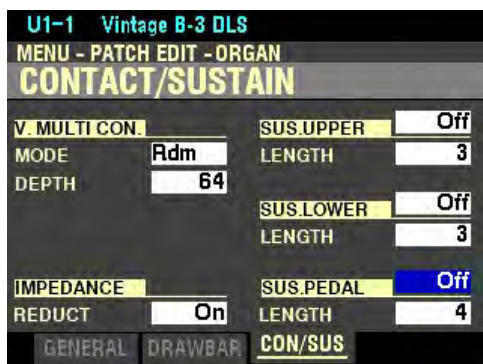 U1-1 Vintage B-3 DLS
MENU - PATCH EDIT - ORGAN
CONTACT/SUSTAIN
V. MULTI CON.
MODE Rdm
DEPTH 64
IMPEDANCE
REDUCT On
SUS.UPPER Off
LENGTH 3
SUS.LOWER Off
LENGTH 3
SUS.PEDAL Off
LENGTH 4
GENERAL DRAWBAR CON/SUS